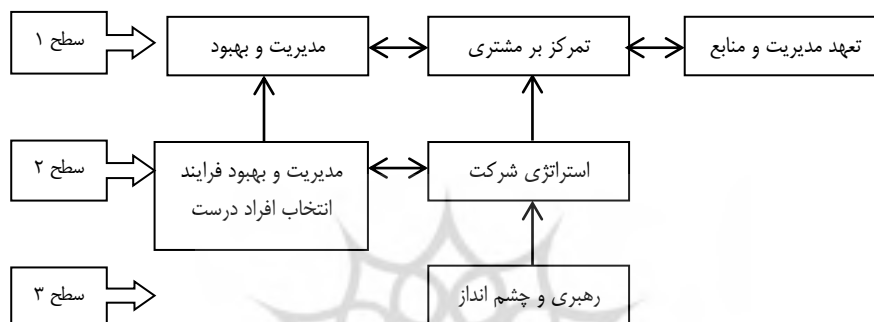 تعهد مدیریت و منابع
تمرکز بر مشتری
مدیریت و بهبود
سطح ۱
استراتژی شرکت
مدیریت و بهبود فرایند
انتخاب افراد درست
سطح ۲
رهبری و چشم انداز
سطح ۳